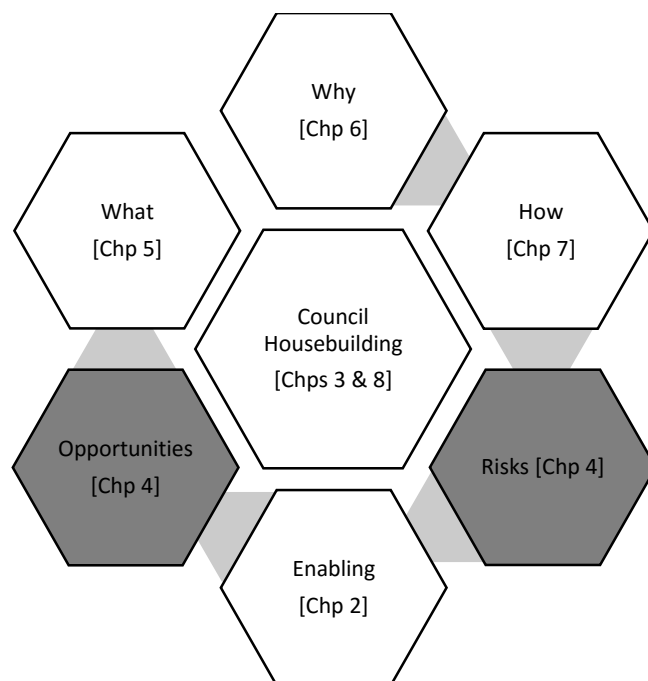 Why
[Chp 6]
What
[Chp 5]
How
[Chp 7]
Council
Housebuilding
[Chps 3 & 8]
Opportunities
[Chp 4]
Risks [Chp 4]
Enabling
[Chp 2]